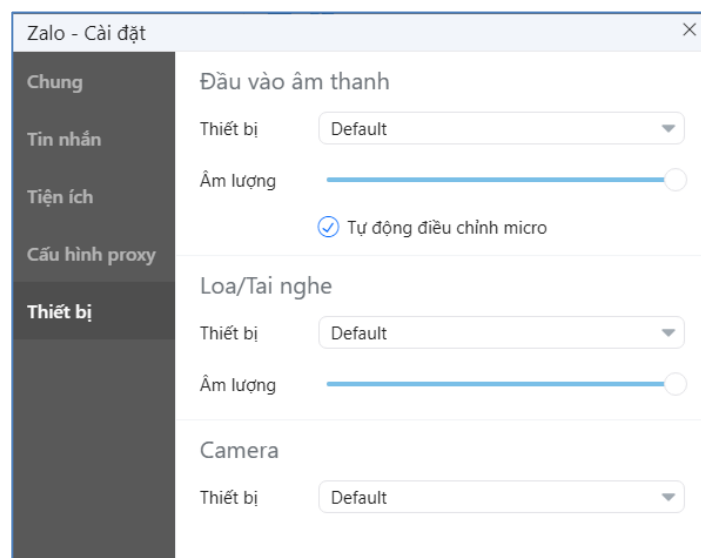 Zalo - Cài đặt
Chung
Tin nhắn
Tiện ích
Cấu hình proxy
Thiết bị
Đầu vào âm thanh
Thiết bị Default
Âm lượng
Tự động điều chỉnh micro
Loa/Tai nghe
Thiết bị Default
Âm lượng
Camera
Thiết bị Default